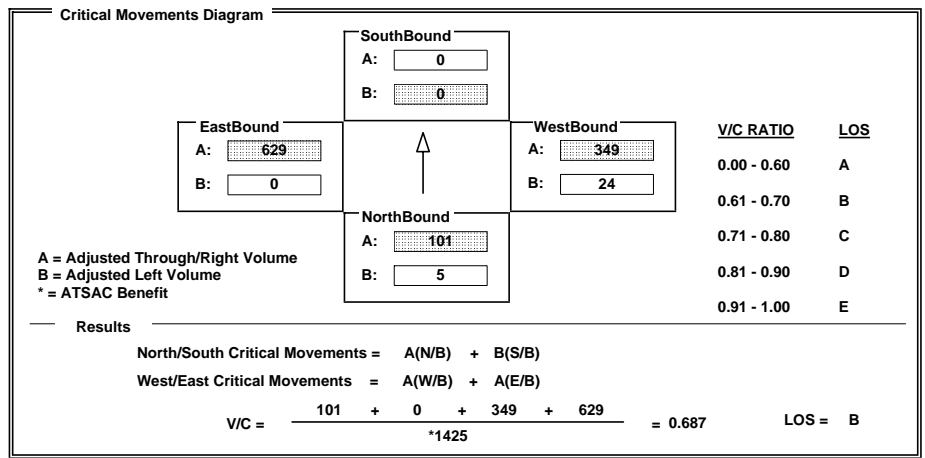 Critical Movements Diagram
SouthBound
A: 0
B: 0
EastBound
A: 629
B: 0
WestBound
A: 349
B: 24
NorthBound
A: 101
B: 5
V/C RATIO LOS
0.00 - 0.60 A
0.61 - 0.70 B
0.71 - 0.80 C
0.81 - 0.90 D
0.91 - 1.00 E
A = Adjusted Through/Right Volume
B = Adjusted Left Volume
* = ATSAC Benefit
Results
North/South Critical Movements = A(N/B) + B(S/B)
West/East Critical Movements = A(W/B) + A(E/B)
101 + 0 + 349 + 629
V/C = = 0.687 LOS = B
*1425